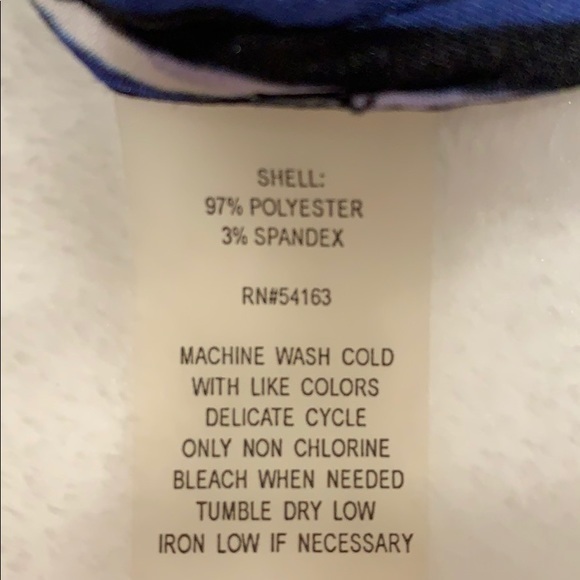 SHELL:
97% POLYESTER
3% SPANDEX
RN#54163
MACHINE WASH COLD
WITH LIKE COLORS
DELICATE CYCLE
ONLY NON CHLORINE
BLEACH WHEN NEEDED
TUMBLE DRY LOW
IRON LOW IF NECESSARY